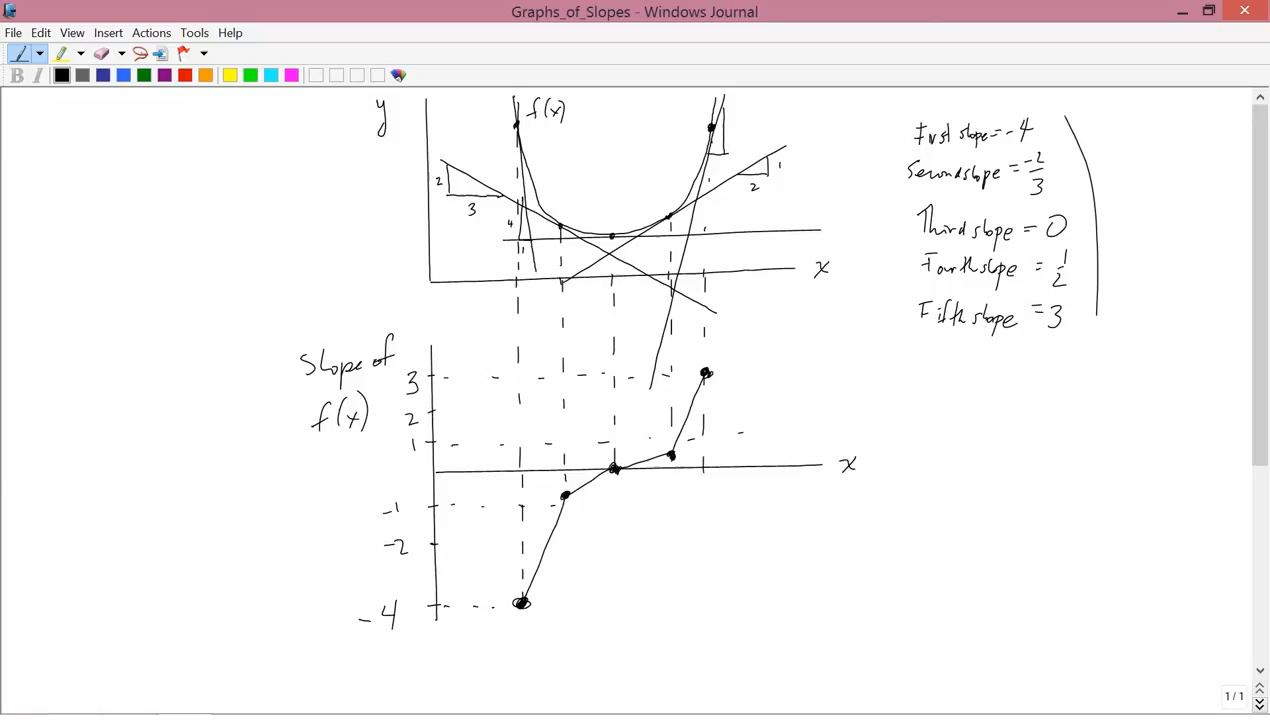 Graphs_of_Slopes - Windows Journal
File Edit View Insert Actions Tools Help
B I
y
f(x)
2
3
4
1
1
2
x
First slope = -4
Second slope = -2/3
Third slope = 0
Fourth slope = 1/2
Fifth slope = 3
Slope of
f(x)
3
2
1
x
-1
-2
-4
1 / 1